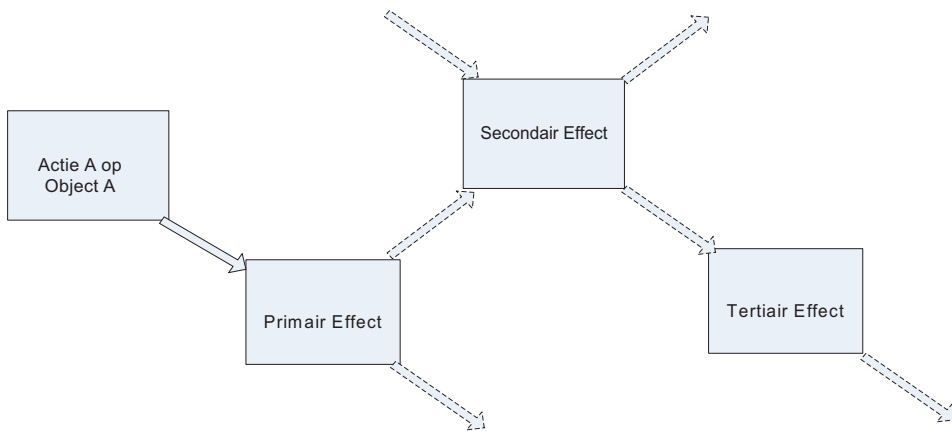 Actie A op
Object A
Primair Effect
Secondair Effect
Tertiair Effect